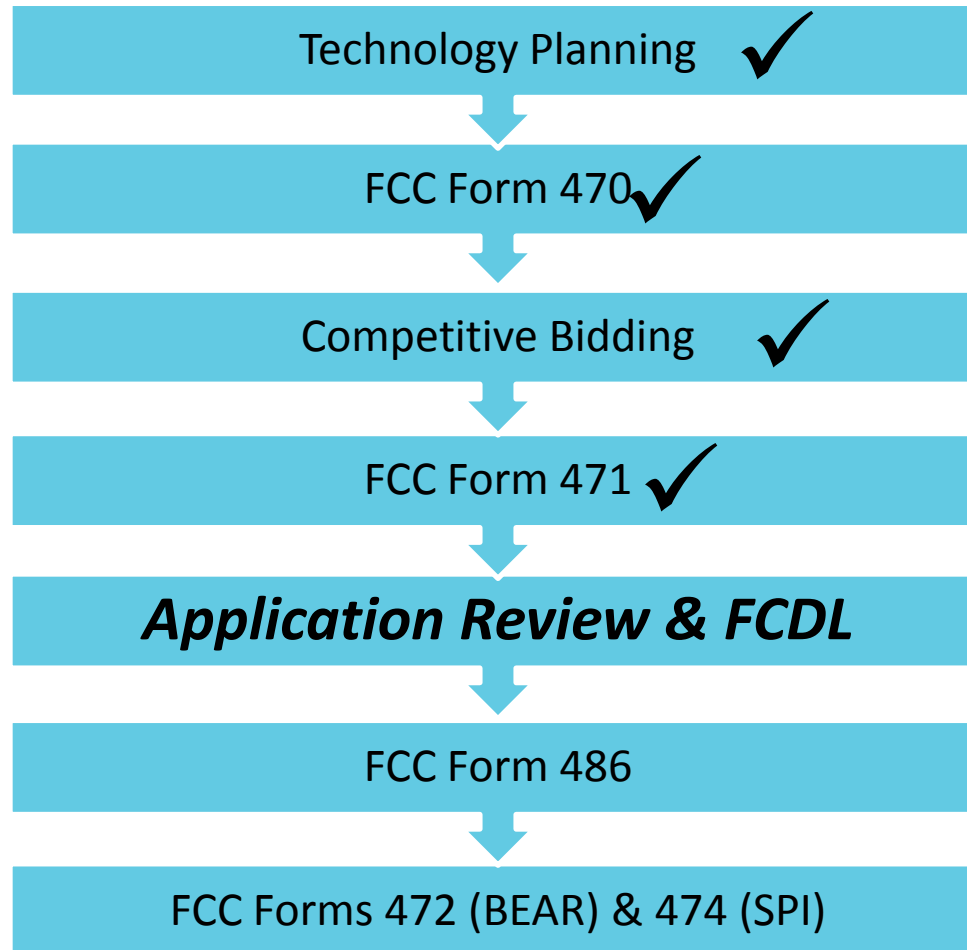 Technology Planning
FCC Form 470
Competitive Bidding
FCC Form 471
Application Review & FCDL
FCC Form 486
FCC Forms 472 (BEAR) & 474 (SPI)